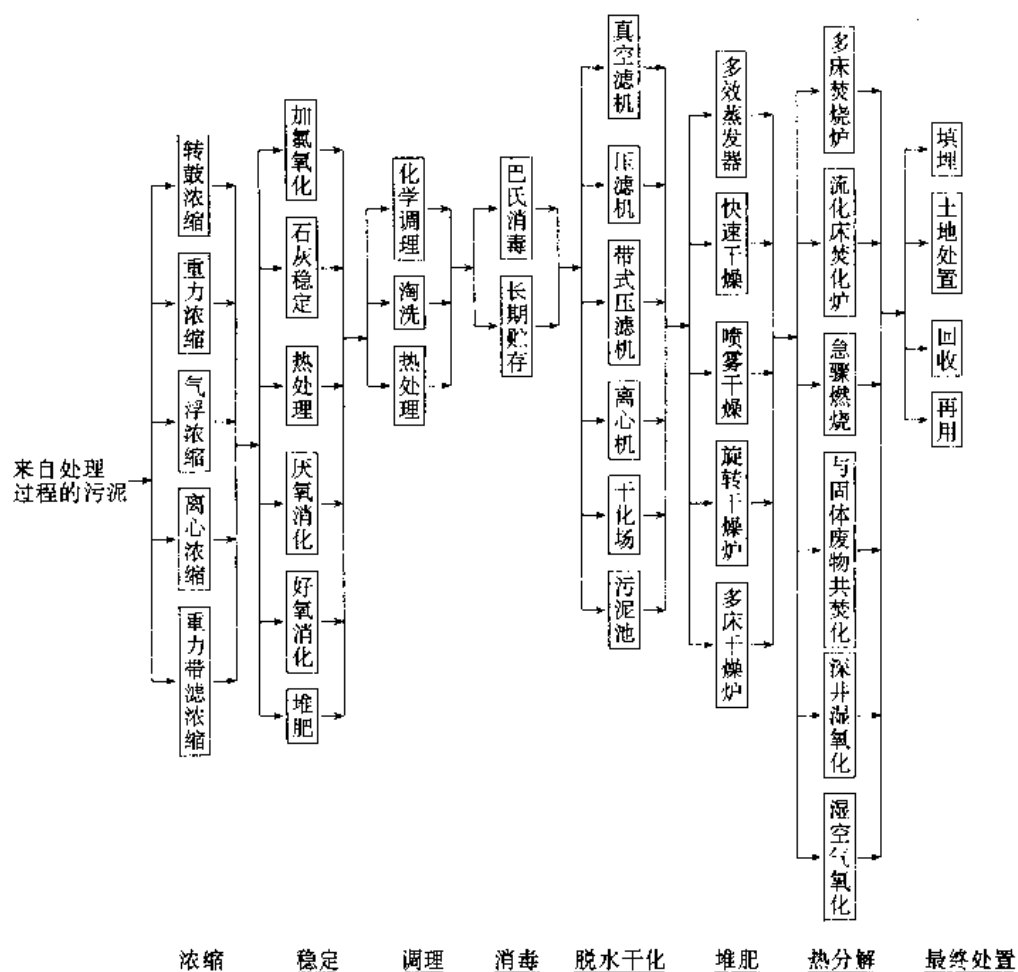 来自处理
过程的污泥
转鼓浓缩
重力浓缩
气浮浓缩
离心浓缩
重力带滤浓缩
加氯氧化
石灰稳定
热处理
厌氧消化
好氧消化
堆肥
化学调理
淘洗
热处理
巴氏消毒
长期贮存
真空滤机
压滤机
带式压滤机
离心机
干化场
污泥池
多效蒸发器
快速干燥
喷雾干燥
旋转干燥炉
多床干燥炉
多床焚烧炉
流化床焚化炉
急骤燃烧
与固体废物共焚化
深井湿氧化
湿空气氧化
填埋
土地处置
回收
再用
浓缩 稳定 调理 消毒 脱水干化 堆肥 热分解 最终处置